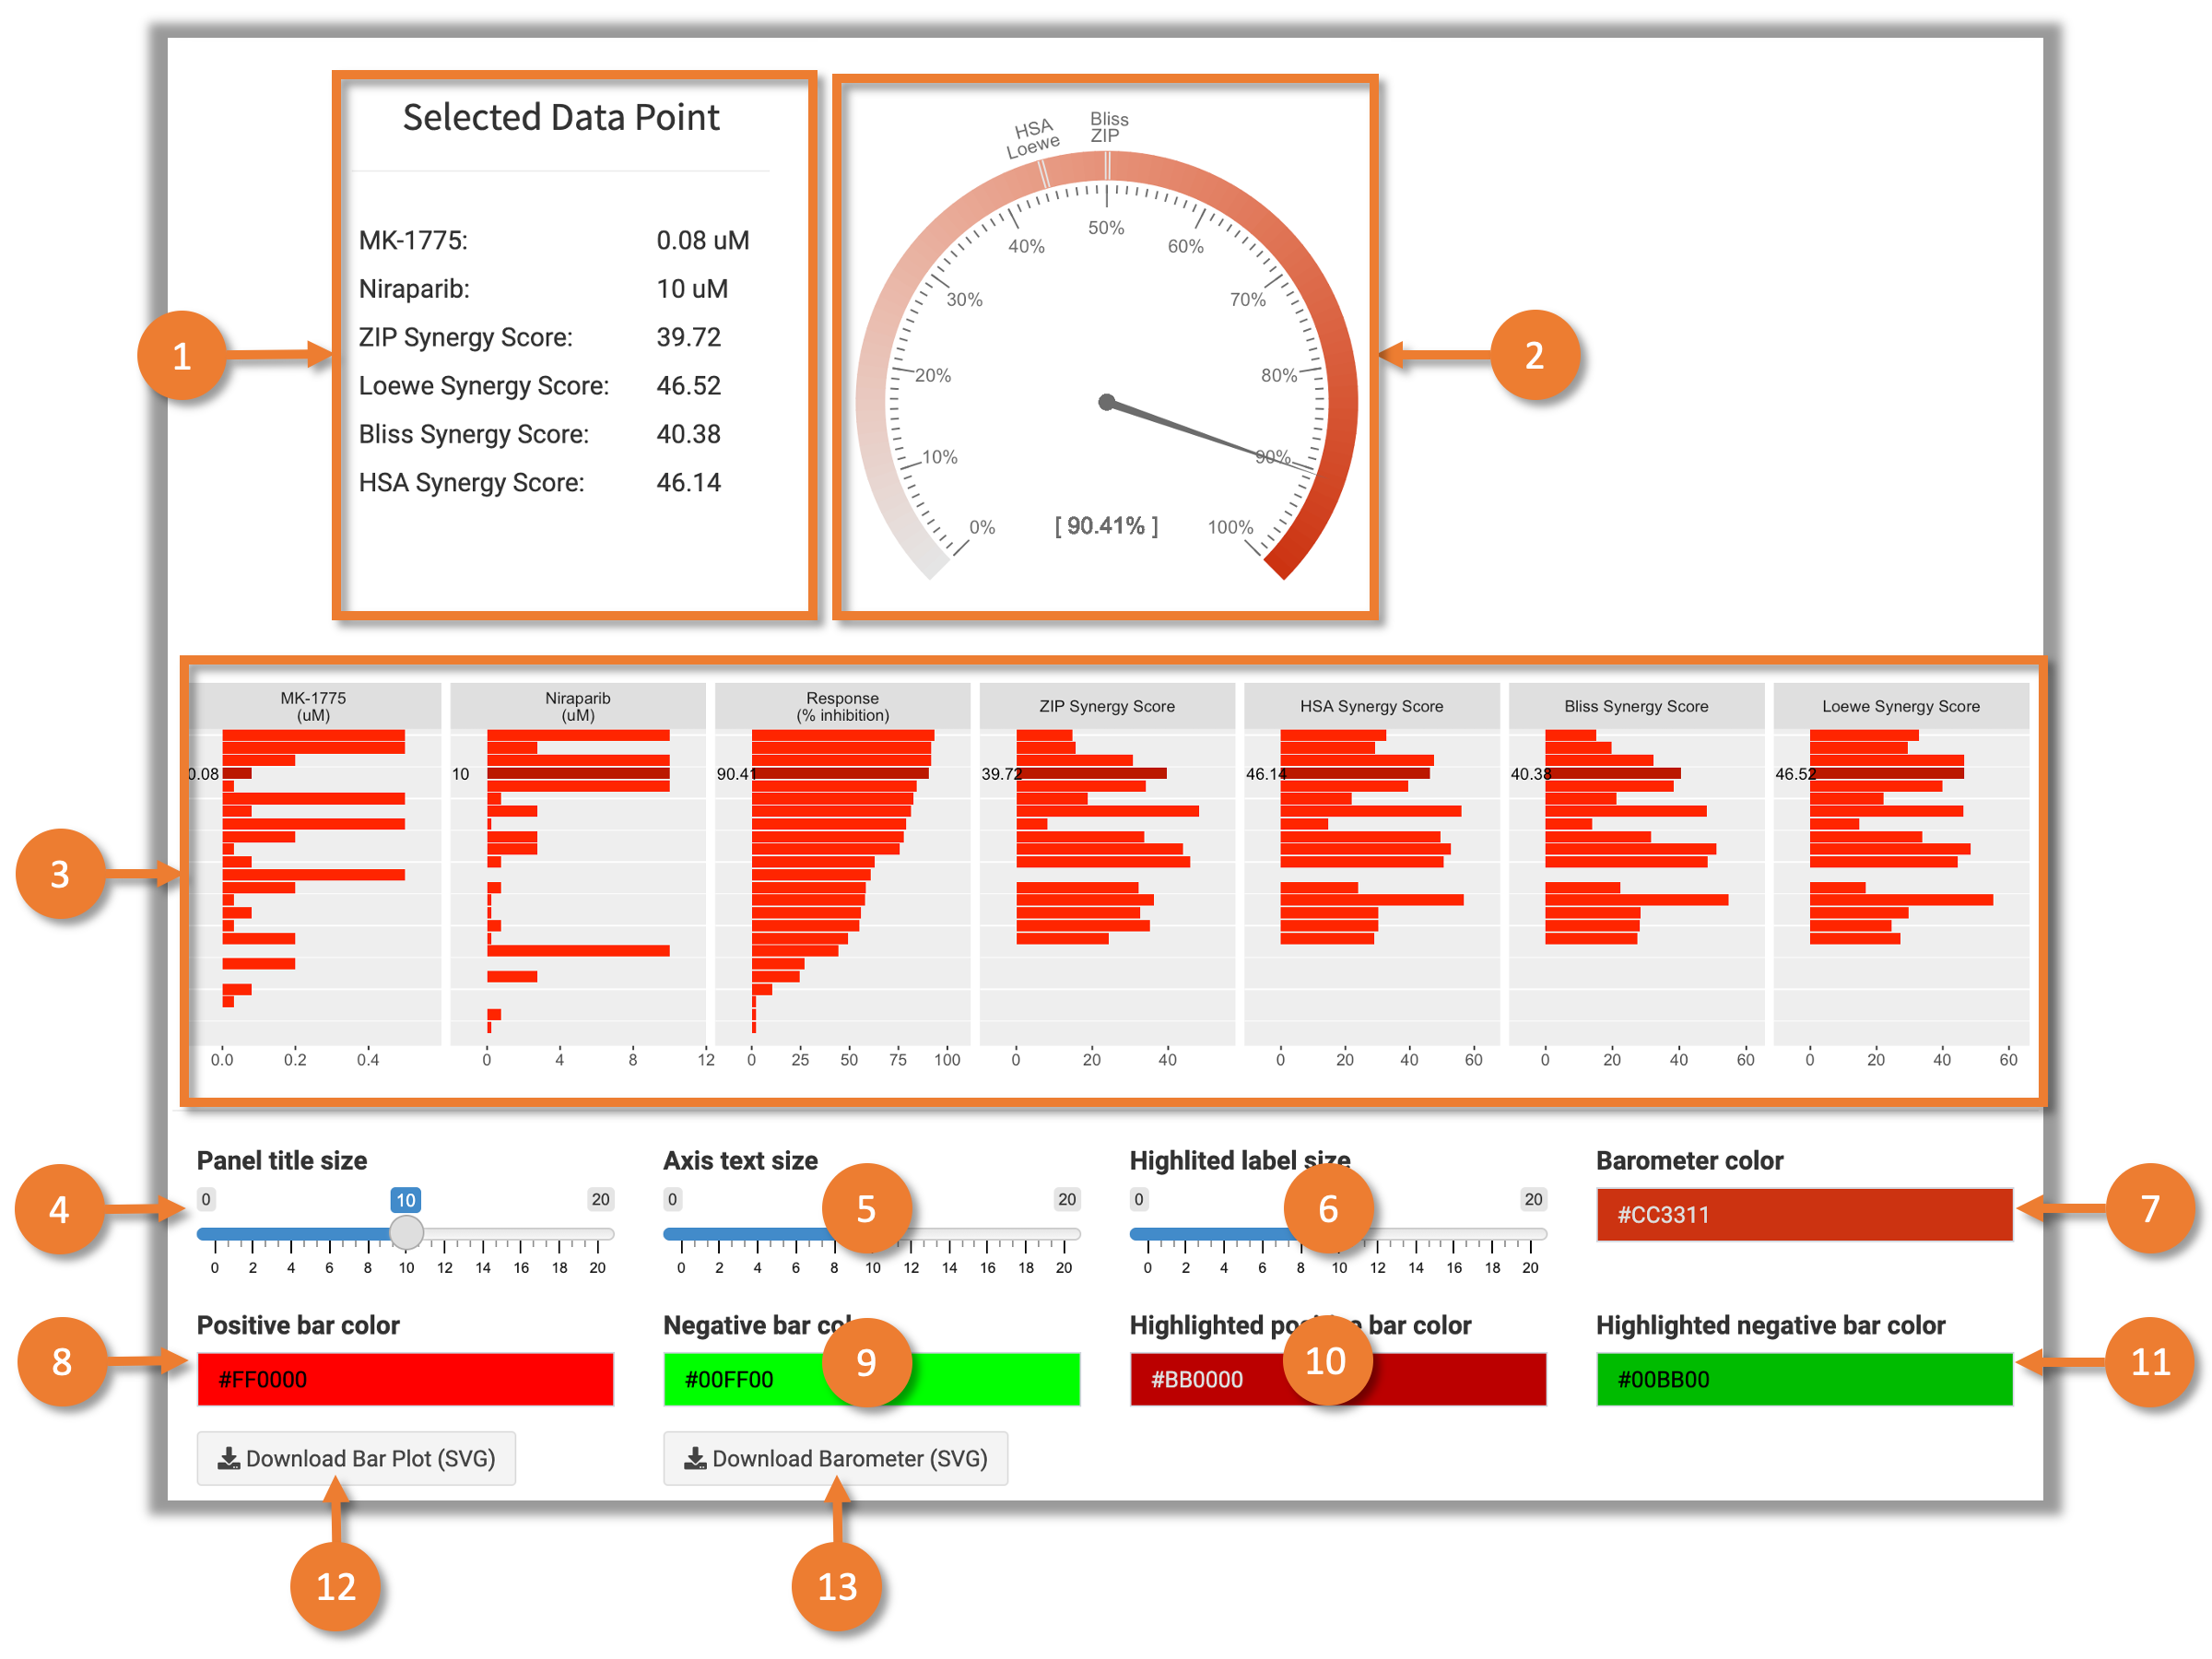 Selected Data Point
MK-1775: 0.08 uM
Niraparib: 10 uM
ZIP Synergy Score: 39.72
Loewe Synergy Score: 46.52
Bliss Synergy Score: 40.38
HSA Synergy Score: 46.14
1
HSA
Loewe
Bliss
ZIP
0%
10%
20%
30%
40%
50%
60%
70%
80%
90%
100%
[ 90.41% ]
2
3
MK-1775
(uM)
0.08
0.0 0.2 0.4
Niraparib
(uM)
10
0 4 8 12
Response
(% inhibition)
90.41
0 25 50 75 100
ZIP Synergy Score
39.72
0 20 40
HSA Synergy Score
46.14
0 20 40 60
Bliss Synergy Score
40.38
0 20 40 60
Loewe Synergy Score
46.52
0 20 40 60
4
Panel title size
0 10 20
0 2 4 6 8 10 12 14 16 18 20
Axis text size
0 5 20
0 2 4 6 8 10 12 14 16 18 20
Highlited label size
0 6 20
0 2 4 6 8 10 12 14 16 18 20
Barometer color
#CC3311
7
8
Positive bar color
#FF0000
Negative bar
#00FF00
9
Highlighted bar color
#BB0000
10
Highlighted negative bar color
#00BB00
11
Download Bar Plot (SVG)
Download Barometer (SVG)
12
13